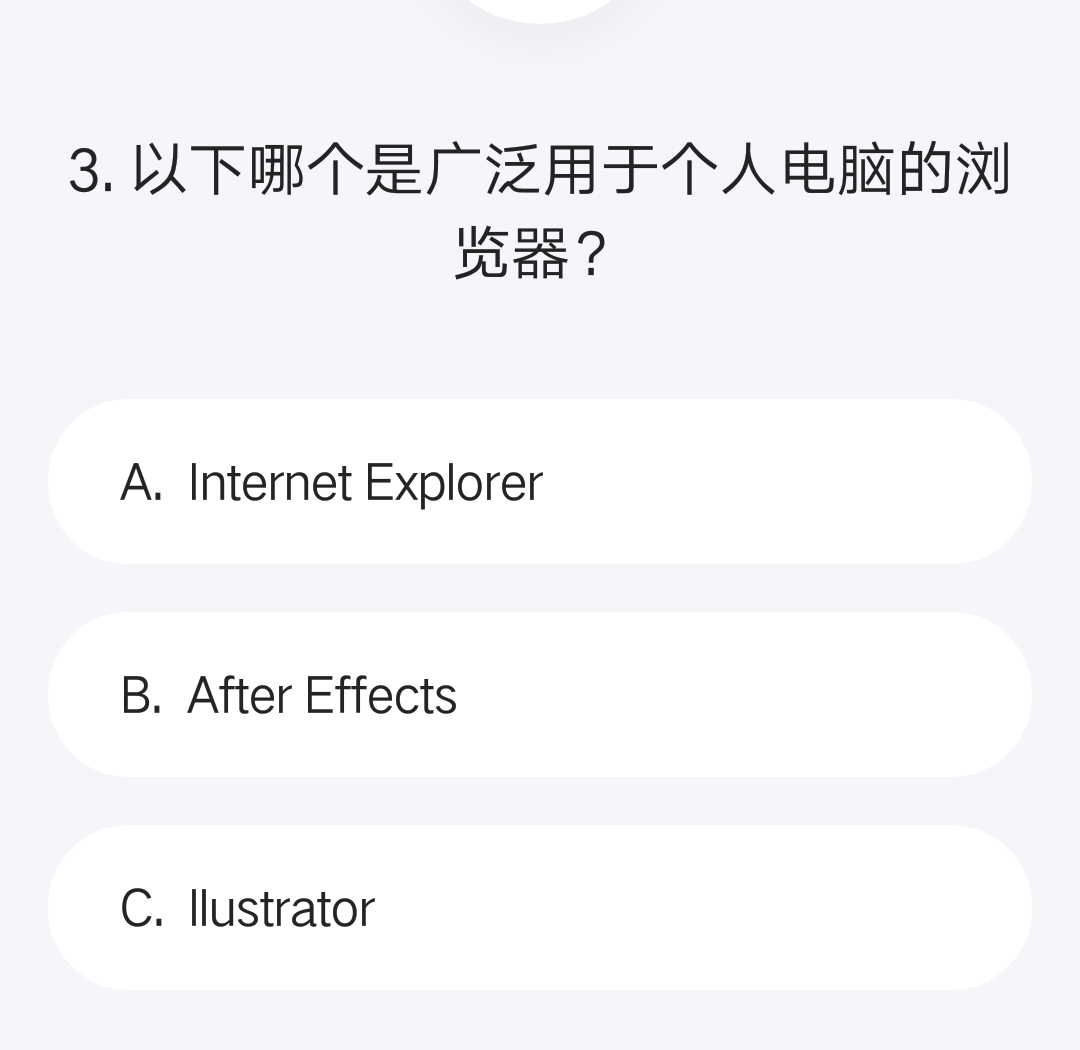 3. 以下哪个是广泛用于个人电脑的浏
览器?
A. Internet Explorer
B. After Effects
C. llustrator